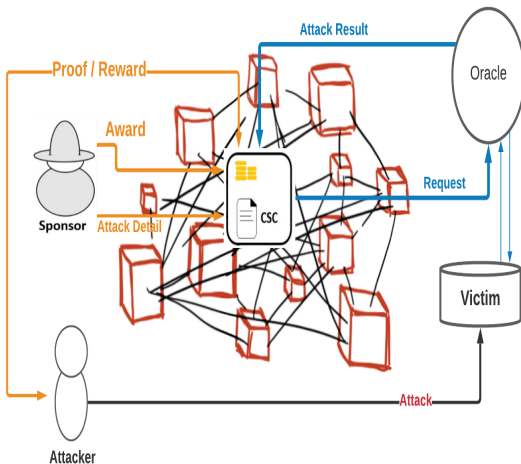 Attack Result
Oracle
Proof / Reward
Award
Request
CSC
Sponsor
Attack Detail
Victim
Attack
Attacker